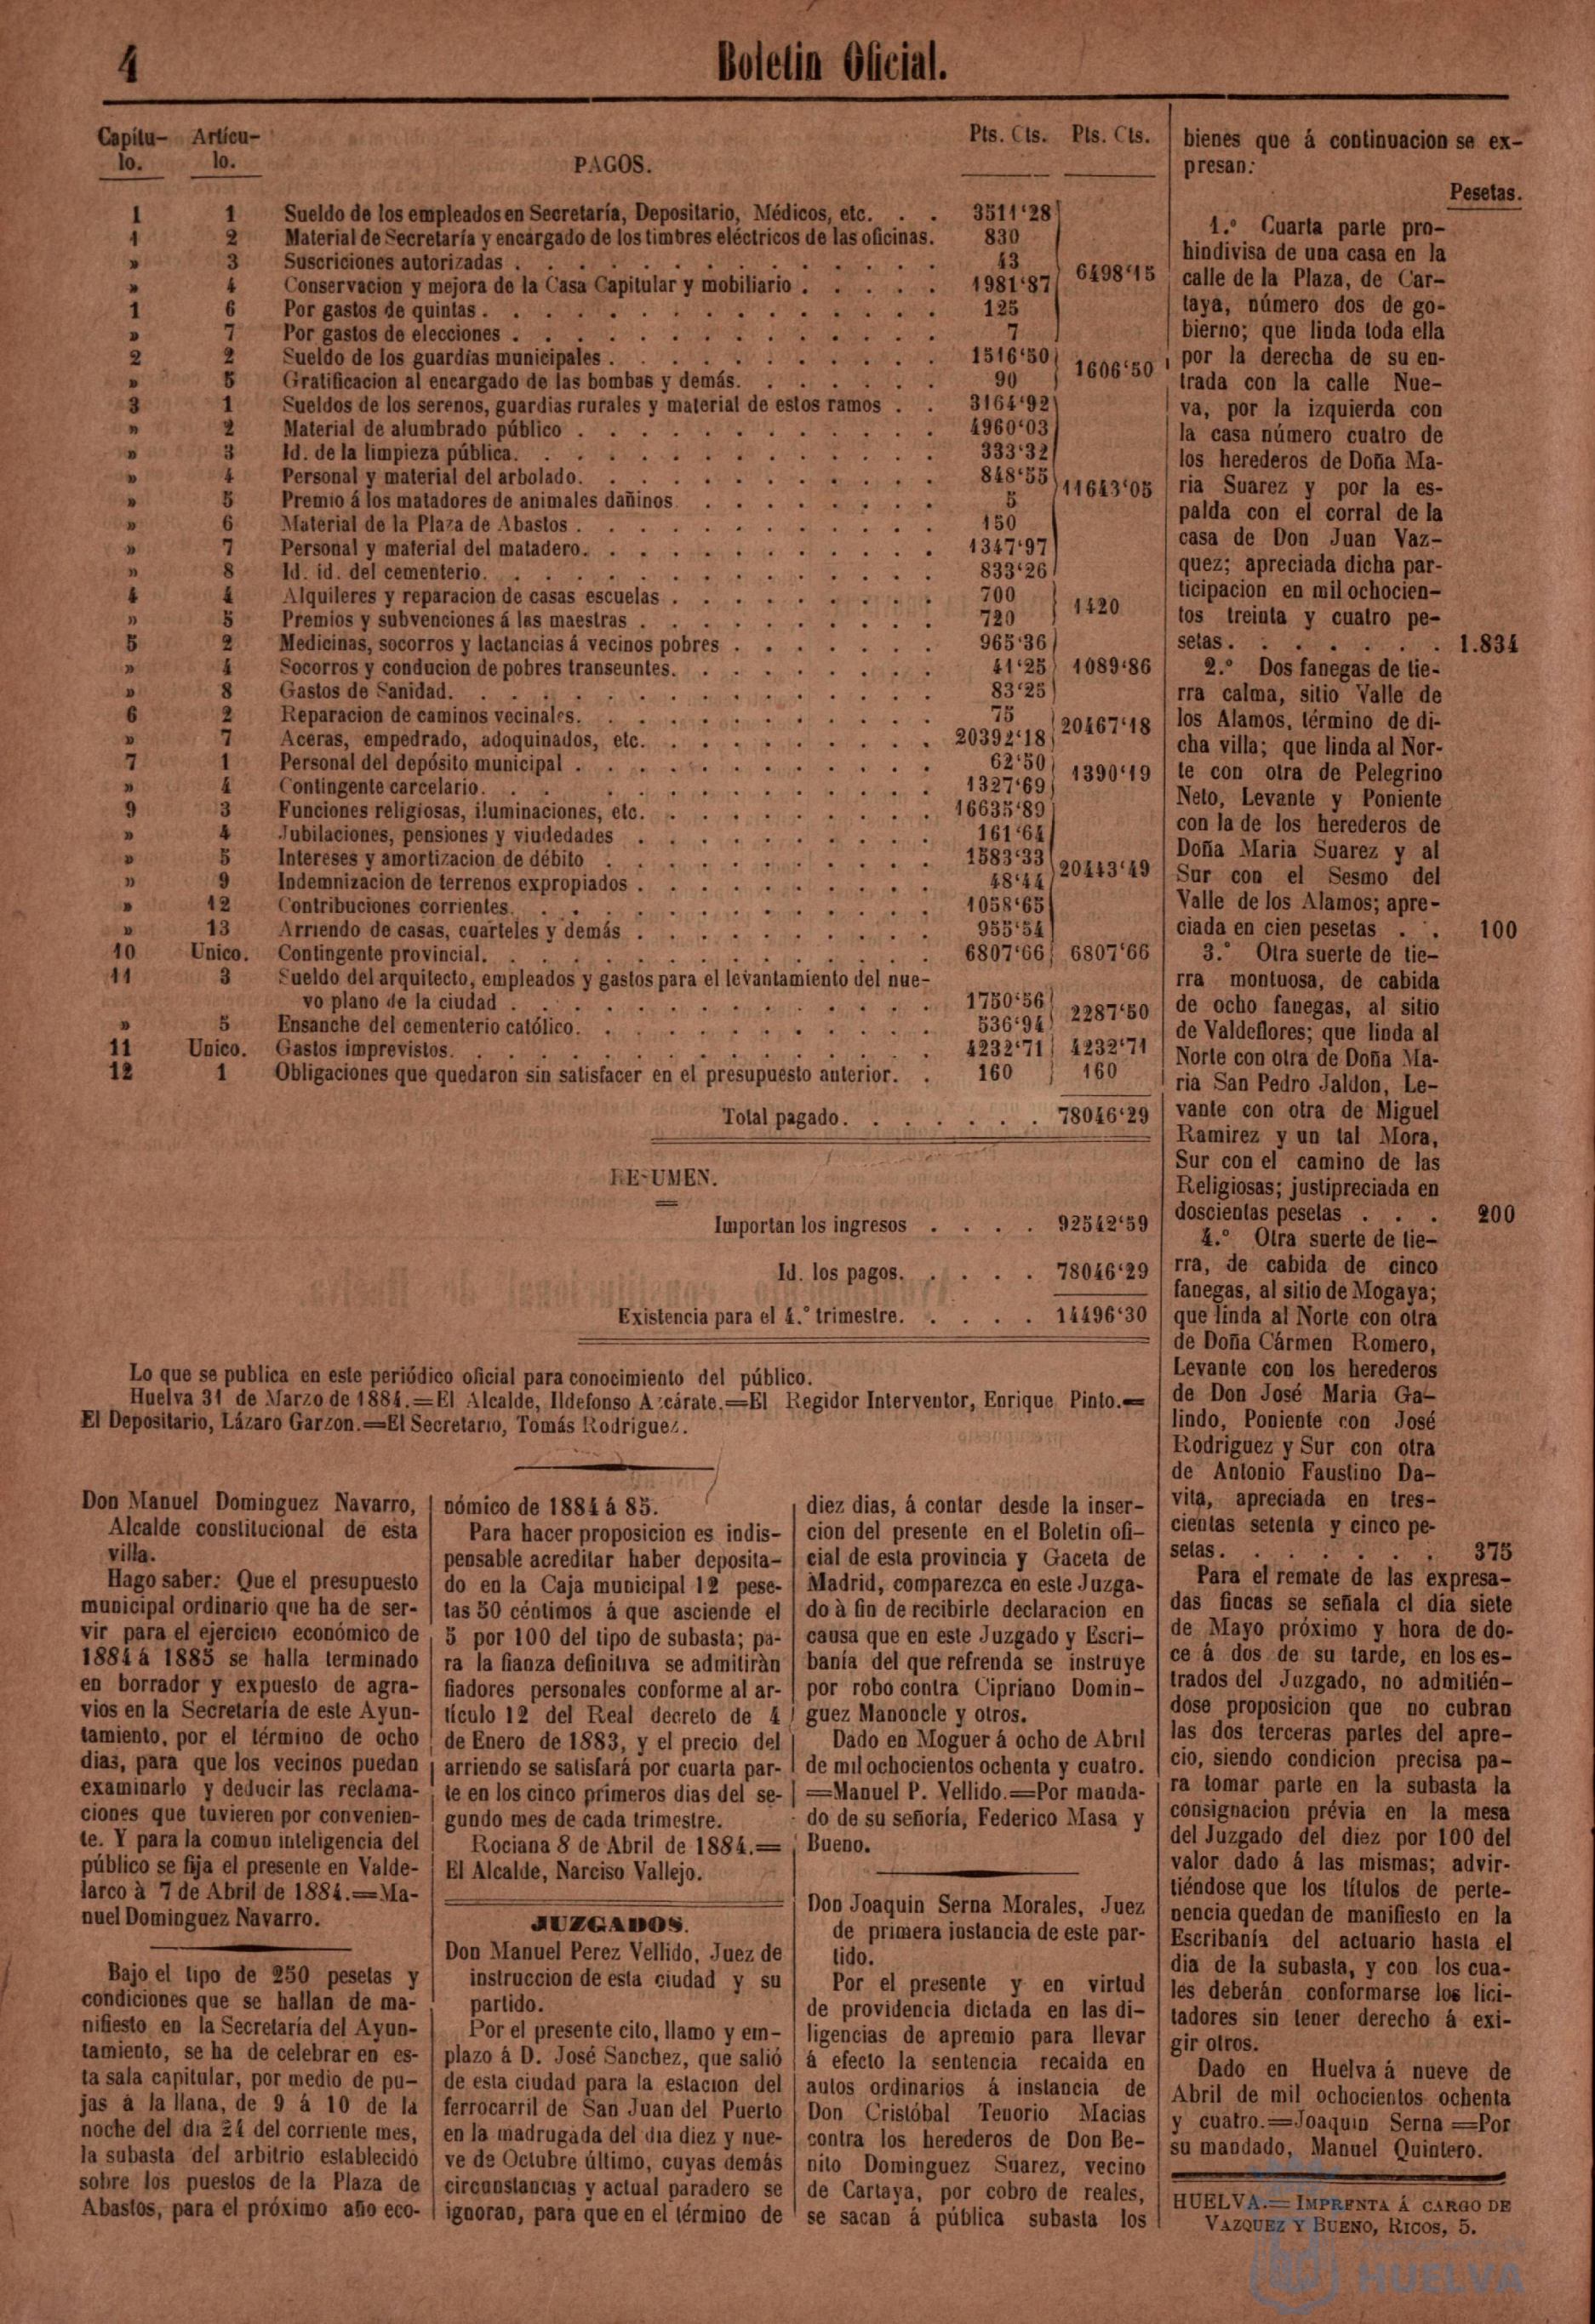 4
Boletin Oficial.
Capítu- Artícu- Pts. Cts. Pts. Cts.
lo. lo. PAGOS.
1 1 Sueldo de los empleados en Secretaría, Depositario, Médicos, etc. . . 3511‘28
1 2 Material de Secretaría y encargado de los timbres eléctricos de las oficinas. 830
» 3 Suscriciones autorizadas . . . . . . . . . . 43
» 4 Conservacion y mejora de la Casa Capitular y mobiliario . . . . . 1981‘87 6498‘15
1 6 Por gastos de quintas . . . . . . . . . . 125
» 7 Por gastos de elecciones . . . . . . . . . . 7
2 2 Sueldo de los guardias municipales . . . . . . . . 1516‘50
» 5 Gratificacion al encargado de las bombas y demás. . . . . . . 90 1606‘50
3 1 Sueldos de los serenos, guardias rurales y material de estos ramos . . 3164‘92
» 2 Material de alumbrado público . . . . . . . . . 4960‘03
» 3 Id. de la limpieza pública. . . . . . . . . . 333‘32
» 4 Personal y material del arbolado. . . . . . . . . 848‘55
» 5 Premio á los matadores de animales dañinos . . . . . . . 5 11643‘05
» 6 Material de la Plaza de Abastos . . . . . . . . . 150
» 7 Personal y material del matadero. . . . . . . . . 1347‘97
» 8 Id. id. del cementerio. . . . . . . . . . 833‘26
4 4 Alquileres y reparacion de casas escuelas . . . . . . . 700
» 5 Premios y subvenciones á las maestras . . . . . . . . 720 1420
5 2 Medicinas, socorros y lactancias á vecinos pobres . . . . . . 965‘36
» 4 Socorros y conducion de pobres transeuntes. . . . . . . 41‘25 1089‘86
» 8 Gastos de Sanidad. . . . . . . . . . . 83‘25
6 2 Reparacion de caminos vecinales. . . . . . . . . 75
» 7 Aceras, empedrado, adoquinados, etc. . . . . . . . . 20392‘18 20467‘18
7 1 Personal del depósito municipal . . . . . . . . . 62‘50
» 4 Contingente carcelario. . . . . . . . . . 1327‘69 1390‘19
9 3 Funciones religiosas, iluminaciones, etc. . . . . . . . 16635‘89
» 4 Jubilaciones, pensiones y viudedades . . . . . . . . 161‘64
» 5 Intereses y amortizacion de débito . . . . . . . . 1583‘33
» 9 Indemnizacion de terrenos expropiados . . . . . . . . 48‘44 20443‘49
» 12 Contribuciones corrientes. . . . . . . . . . 1058‘65
» 13 Arriendo de casas, cuarteles y demás . . . . . . . . 955‘54
10 Unico. Contingente provincial. . . . . . . . . . 6807‘66 6807‘66
11 3 Sueldo del arquitecto, empleados y gastos para el levantamiento del nue-
vo plano de la ciudad . . . . . . . . . . 1750‘56
» 5 Ensanche del cementerio católico. . . . . . . . . 536‘94 2287‘50
11 Unico. Gastos imprevistos. . . . . . . . . . 4232‘71 4232‘71
12 1 Obligaciones que quedaron sin satisfacer en el presupuesto anterior. . 160 160
Total pagado. . . . . . . 78046‘29
RESUMEN.
Importan los ingresos . . . . 92542‘59
Id. los pagos. . . . . 78046‘29
Existencia para el 4.º trimestre. . . . . 14496‘30
Lo que se publica en este periódico oficial para conocimiento del público.
Huelva 31 de Marzo de 1884.=El Alcalde, Ildefonso Azcárate.=El Regidor Interventor, Enrique Pinto.=
El Depositario, Lázaro Garzon.=El Secretario, Tomás Rodriguez.
Don Manuel Dominguez Navarro,
Alcalde constitucional de esta
villa.
Hago saber: Que el presupuesto
municipal ordinario que ha de ser-
vir para el ejercicio económico de
1884 á 1885 se halla terminado
en borrador y expuesto de agra-
vios en la Secretaría de este Ayun-
tamiento, por el término de ocho
dias, para que los vecinos puedan
examinarlo y deducir las reclama-
ciones que tuvieren por convenien-
te. Y para la comun inteligencia del
público se fija el presente en Valde-
larco à 7 de Abril de 1884.=Ma-
nuel Dominguez Navarro.
Bajo el tipo de 250 pesetas y
condiciones que se hallan de ma-
nifiesto en la Secretaría del Ayun-
tamiento, se ha de celebrar en es-
ta sala capitular, por medio de pu-
jas á la llana, de 9 á 10 de la
noche del dia 24 del corriente mes,
la subasta del arbitrio establecido
sobre los puestos de la Plaza de
Abastos, para el próximo año eco-
nómico de 1884 á 85.
Para hacer proposicion es indis-
pensable acreditar haber deposita-
do en la Caja municipal 12 pese-
tas 50 céntimos á que asciende el
5 por 100 del tipo de subasta; pa-
ra la fianza definitiva se admitiràn
fiadores personales conforme al ar-
tículo 12 del Real decreto de 4
de Enero de 1883, y el precio del
arriendo se satisfará por cuarta par-
te en los cinco primeros dias del se-
gundo mes de cada trimestre.
Rociana 8 de Abril de 1884.=
El Alcalde, Narciso Vallejo.
JUZGADOS.
Don Manuel Perez Vellido, Juez de
instruccion de esta ciudad y su
partido.
Por el presente cito, llamo y em-
plazo á D. José Sanchez, que salió
de esta ciudad para la estacion del
ferrocarril de San Juan del Puerto
en la madrugada del dia diez y nue-
ve de Octubre último, cuyas demás
circunstancias y actual paradero se
ignoran, para que en el término de
diez dias, á contar desde la inser-
cion del presente en el Boletin ofi-
cial de esta provincia y Gaceta de
Madrid, comparezca en este Juzga-
do à fin de recibirle declaracion en
causa que en este Juzgado y Escri-
banía del que refrenda se instruye
por robo contra Cipriano Domin-
guez Manoncle y otros.
Dado en Moguer á ocho de Abril
de mil ochocientos ochenta y cuatro.
=Manuel P. Vellido.=Por manda-
do de su señoría, Federico Masa y
Bueno.
Don Joaquin Serna Morales, Juez
de primera instancia de este par-
tido.
Por el presente y en virtud
de providencia dictada en las di-
ligencias de apremio para llevar
á efecto la sentencia recaida en
autos ordinarios á instancia de
Don Cristóbal Tenorio Macias
contra los herederos de Don Be-
nito Dominguez Suarez, vecino
de Cartaya, por cobro de reales,
se sacan á pública subasta los
bienes que á continuacion se ex-
presan:
Pesetas.
1.º Cuarta parte pro-
hindivisa de una casa en la
calle de la Plaza, de Car-
taya, número dos de go-
bierno; que linda toda ella
por la derecha de su en-
trada con la calle Nue-
va, por la izquierda con
la casa número cuatro de
los herederos de Doña Ma-
ria Suarez y por la es-
palda con el corral de la
casa de Don Juan Vaz-
quez; apreciada dicha par-
ticipacion en mil ochocien-
tos treinta y cuatro pe-
setas . . . . . . . 1.834
2.º Dos fanegas de tie-
rra calma, sitio Valle de
los Alamos, término de di-
cha villa; que linda al Nor-
te con otra de Pelegrino
Neto, Levante y Poniente
con la de los herederos de
Doña Maria Suarez y al
Sur con el Sesmo del
Valle de los Alamos; apre-
ciada en cien pesetas . . 100
3.º Otra suerte de tie-
rra montuosa, de cabida
de ocho fanegas, al sitio
de Valdeflores; que linda al
Norte con otra de Doña Ma-
ria San Pedro Jaldon, Le-
vante con otra de Miguel
Ramirez y un tal Mora,
Sur con el camino de las
Religiosas; justipreciada en
doscientas pesetas . . . 200
4.º Otra suerte de tie-
rra, de cabida de cinco
fanegas, al sitio de Mogaya;
que linda al Norte con otra
de Doña Cármen Romero,
Levante con los herederos
de Don José Maria Ga-
lindo, Poniente con José
Rodriguez y Sur con otra
de Antonio Faustino Da-
vita, apreciada en tres-
cientas setenta y cinco pe-
setas. . . . . . . 375
Para el remate de las expresa-
das fincas se señala el dia siete
de Mayo próximo y hora de do-
ce á dos de su tarde, en los es-
trados del Juzgado, no admitién-
dose proposicion que no cubran
las dos terceras partes del apre-
cio, siendo condicion precisa pa-
ra tomar parte en la subasta la
consignacion prévia en la mesa
del Juzgado del diez por 100 del
valor dado á las mismas; advir-
tiéndose que los títulos de perte-
nencia quedan de manifiesto en la
Escribanía del actuario hasta el
dia de la subasta, y con los cua-
les deberán conformarse los lici-
tadores sin tener derecho á exi-
gir otros.
Dado en Huelva á nueve de
Abril de mil ochocientos ochenta
y cuatro.=Joaquin Serna =Por
su mandado, Manuel Quintero.
HUELVA.=IMPRENTA Á CARGO DE
VAZQUEZ Y BUENO, RICOS, 5.
HUELVA